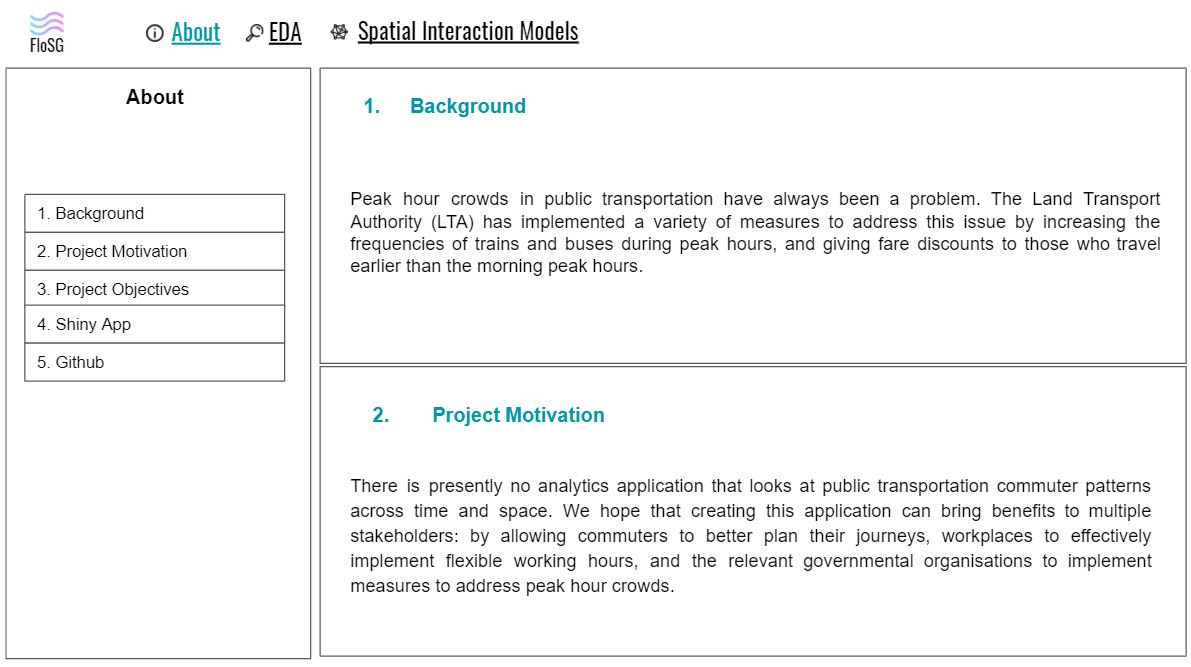 FloSG
About
EDA
Spatial Interaction Models
About
1. Background
2. Project Motivation
3. Project Objectives
4. Shiny App
5. Github
1. Background
Peak hour crowds in public transportation have always been a problem. The Land Transport
Authority (LTA) has implemented a variety of measures to address this issue by increasing the
frequencies of trains and buses during peak hours, and giving fare discounts to those who travel
earlier than the morning peak hours.
2. Project Motivation
There is presently no analytics application that looks at public transportation commuter patterns
across time and space. We hope that creating this application can bring benefits to multiple
stakeholders: by allowing commuters to better plan their journeys, workplaces to effectively
implement flexible working hours, and the relevant governmental organisations to implement
measures to address peak hour crowds.